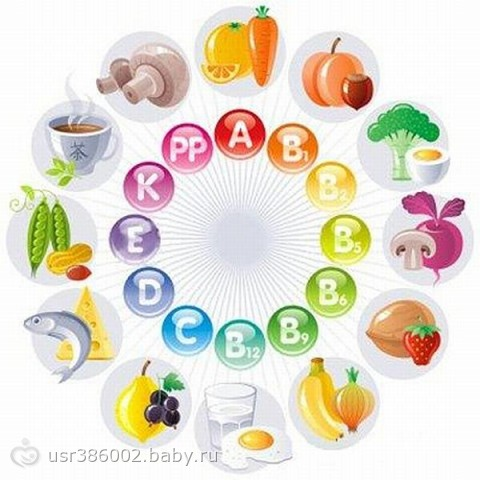 A
B1
B2
B5
B6
B9
B12
C
D
E
K
PP
茶
usr386002.baby.ru